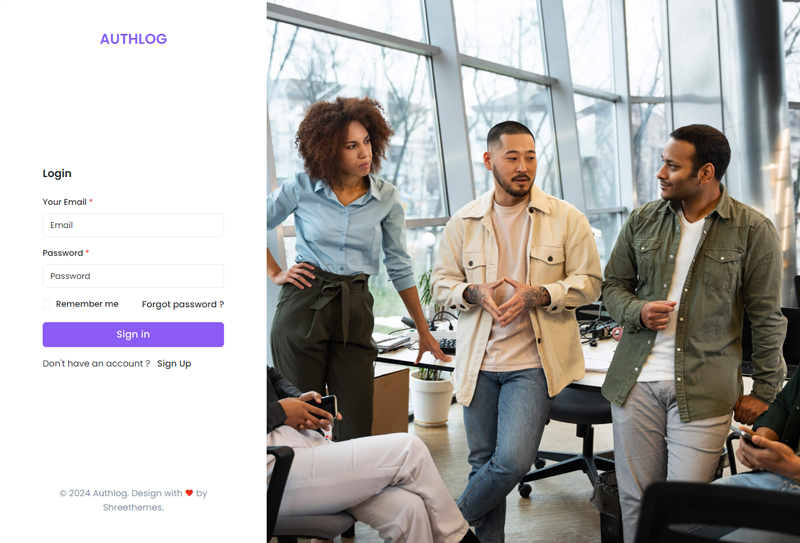 AUTHLOG
Login
Your Email *
Email
Password *
Password
Remember me
Forgot password ?
Sign in
Don't have an account ? Sign Up
© 2024 Authlog. Design with ❤ by
Shreethemes.